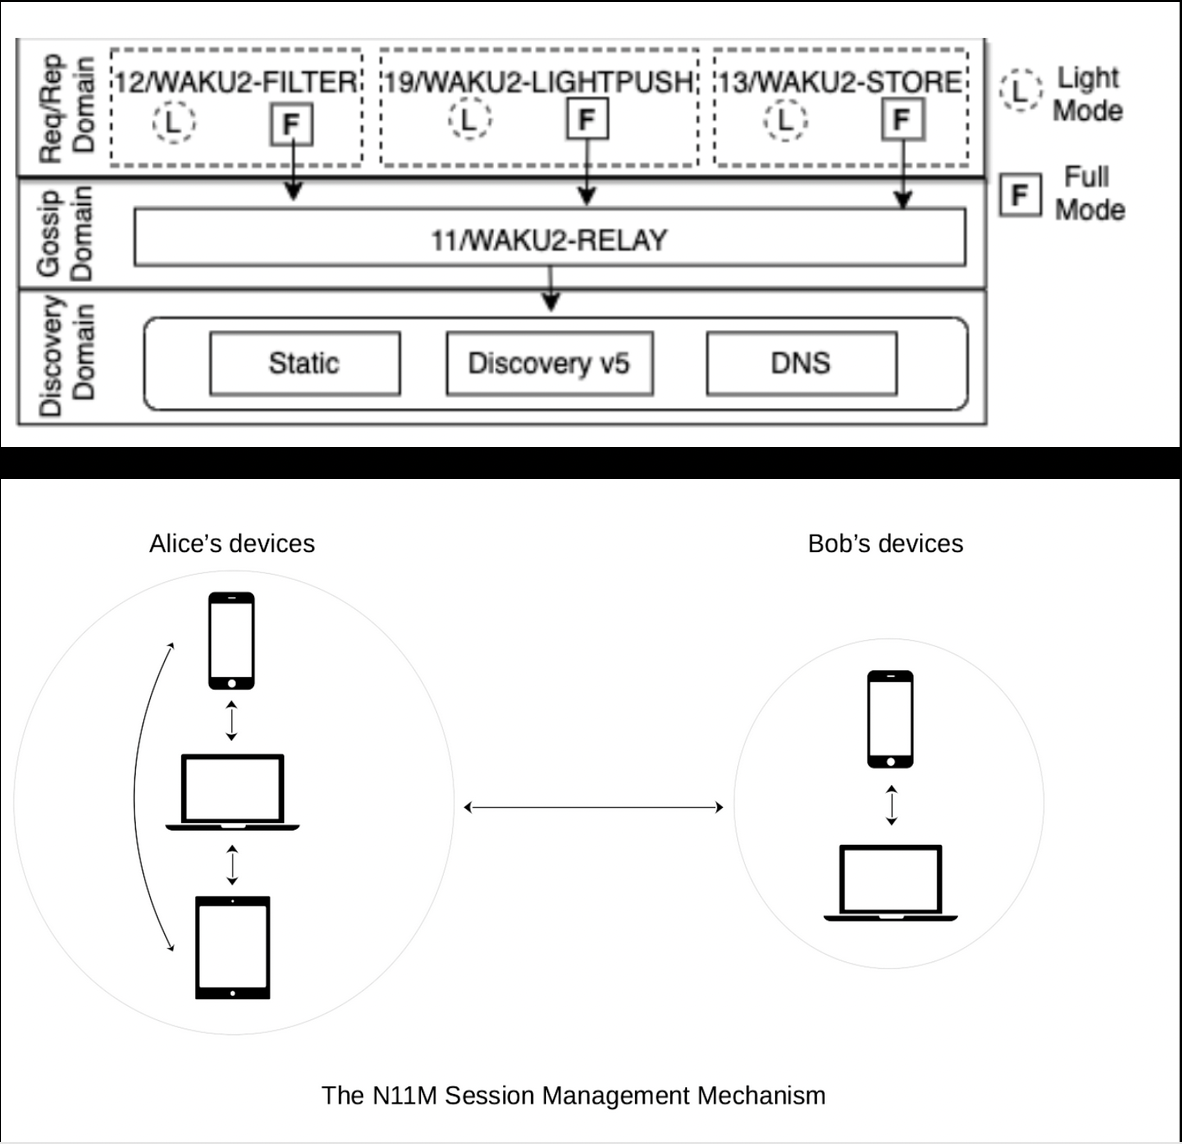 Req/Rep
Domain
12/WAKU2-FILTER
L
F
19/WAKU2-LIGHTPUSH
L
F
13/WAKU2-STORE
L
F
L
Light
Mode
F
Full
Mode
Gossip
Domain
11/WAKU2-RELAY
Discovery
Domain
Static
Discovery v5
DNS
Alice's devices
Bob's devices
The N11M Session Management Mechanism